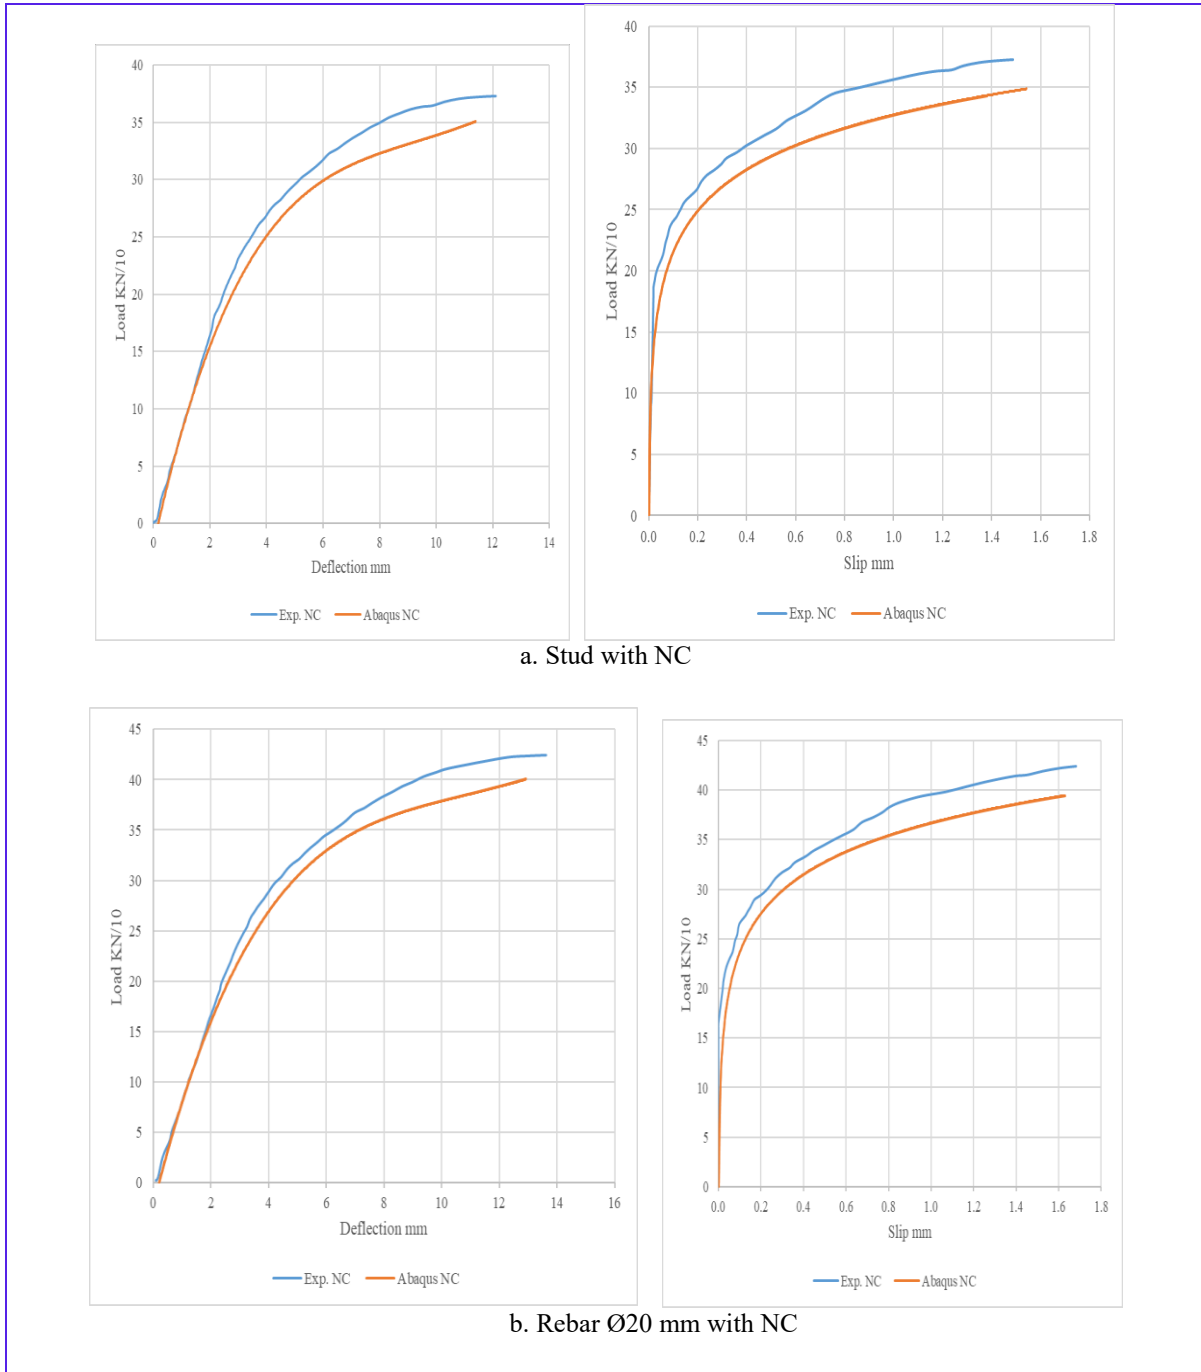 40
35
30
25
20
15
10
5
0
Load KN/10
0 2 4 6 8 10 12 14
Deflection mm
Exp. NC Abaqus NC
40
35
30
25
20
15
10
5
0
Load KN/10
0.0 0.2 0.4 0.6 0.8 1.0 1.2 1.4 1.6 1.8
Slip mm
Exp. NC Abaqus NC
a. Stud with NC
45
40
35
30
25
20
15
10
5
0
Load KN/10
0 2 4 6 8 10 12 14 16
Deflection mm
Exp. NC Abaqus NC
45
40
35
30
25
20
15
10
5
0
Load KN/10
0.0 0.2 0.4 0.6 0.8 1.0 1.2 1.4 1.6 1.8
Slip mm
Exp. NC Abaqus NC
b. Rebar Ø20 mm with NC